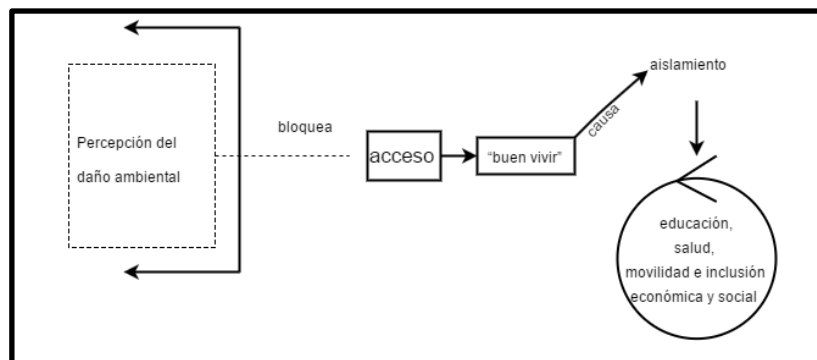 Percepción del
daño ambiental
bloquea
acceso
“buen vivir”
causa
aislamiento
educación,
salud,
movilidad e inclusión
económica y social